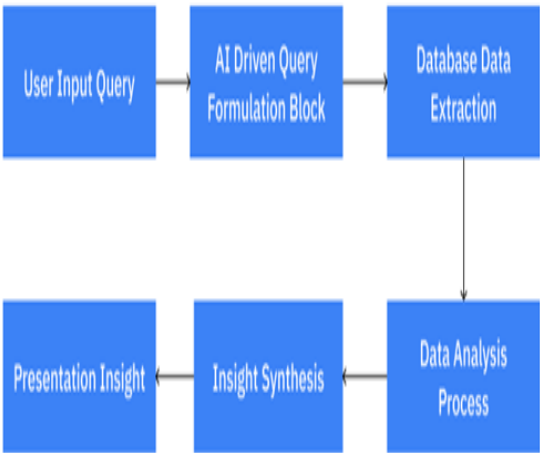 User Input Query
AI Driven Query
Formulation Block
Database Data
Extraction
Data Analysis
Process
Insight Synthesis
Presentation Insight